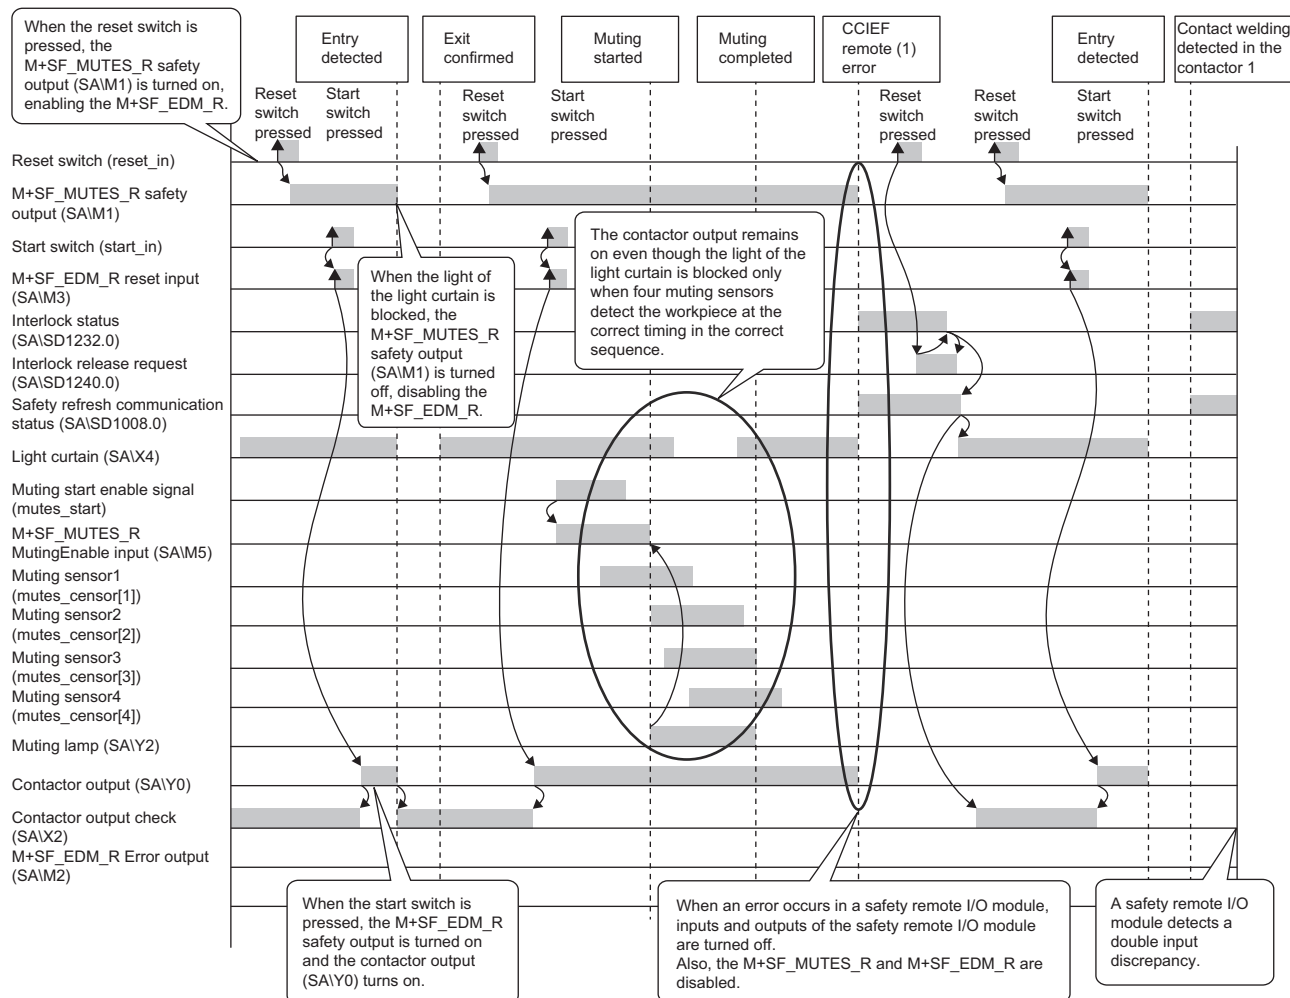 When the reset switch is
pressed, the
M+SF_MUTES_R safety
output (SA\M1) is turned on,
enabling the M+SF_EDM_R.
Entry
detected
Exit
confirmed
Muting
started
Muting
completed
CCIEF
remote (1)
error
Entry
detected
Contact welding
detected in the
contactor 1
Reset
switch
pressed
Start
switch
pressed
Reset
switch
pressed
Start
switch
pressed
Reset
switch
pressed
Reset
switch
pressed
Start
switch
pressed
Reset switch (reset_in)
M+SF_MUTES_R safety
output (SA\M1)
Start switch (start_in)
M+SF_EDM_R reset input
(SA\M3)
Interlock status
(SA\SD1232.0)
Interlock release request
(SA\SD1240.0)
Safety refresh communication
status (SA\SD1008.0)
Light curtain (SA\X4)
Muting start enable signal
(mutes_start)
M+SF_MUTES_R
MutingEnable input (SA\M5)
Muting sensor1
(mutes_censor[1])
Muting sensor2
(mutes_censor[2])
Muting sensor3
(mutes_censor[3])
Muting sensor4
(mutes_censor[4])
Muting lamp (SA\Y2)
Contactor output (SA\Y0)
Contactor output check
(SA\X2)
M+SF_EDM_R Error output
(SA\M2)
When the light of
the light curtain is
blocked, the
M+SF_MUTES_R
safety output
(SA\M1) is turned
off, disabling the
M+SF_EDM_R.
The contactor output remains
on even though the light of the
light curtain is blocked only
when four muting sensors
detect the workpiece at the
correct timing in the correct
sequence.
When the start switch is
pressed, the M+SF_EDM_R
safety output is turned on
and the contactor output
(SA\Y0) turns on.
When an error occurs in a safety remote I/O module,
inputs and outputs of the safety remote I/O module
are turned off.
Also, the M+SF_MUTES_R and M+SF_EDM_R are
disabled.
A safety remote I/O
module detects a
double input
discrepancy.